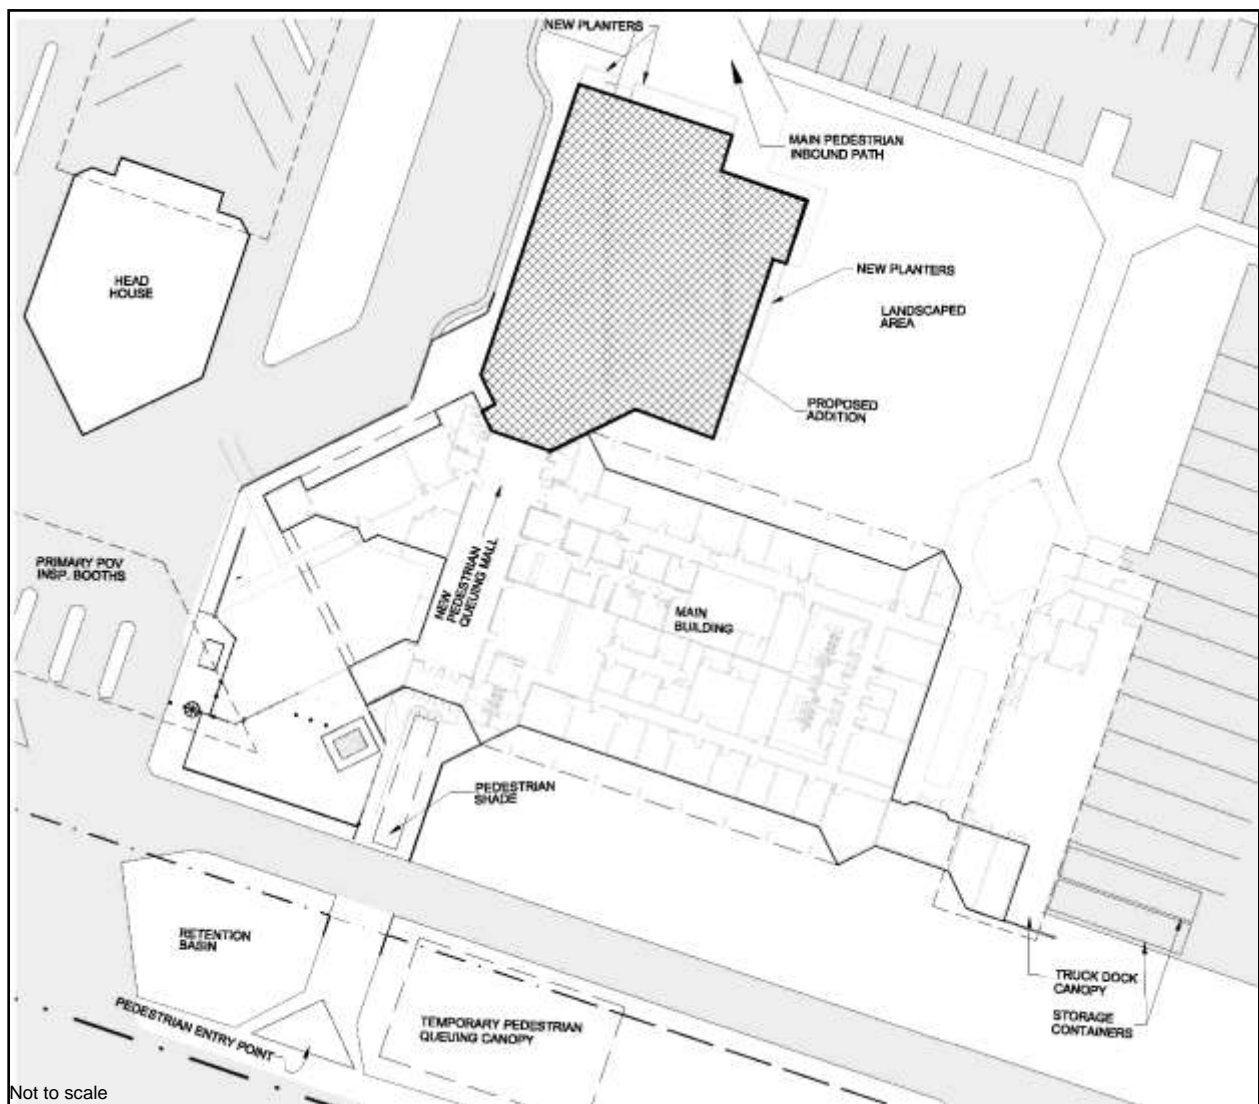 NEW PLANTERS
MAIN PEDESTRIAN
INBOUND PATH
HEAD
HOUSE
NEW PLANTERS
LANDSCAPED
AREA
PROPOSED
ADDITION
PRIMARY POV
INSP. BOOTHS
NEW
PEDESTRIAN
QUEUING MALL
MAIN
BUILDING
PEDESTRIAN
SHADE
RETENTION
BASIN
PEDESTRIAN ENTRY POINT
TEMPORARY PEDESTRIAN
QUEUING CANOPY
TRUCK DOCK
CANOPY
STORAGE
CONTAINERS
Not to scale